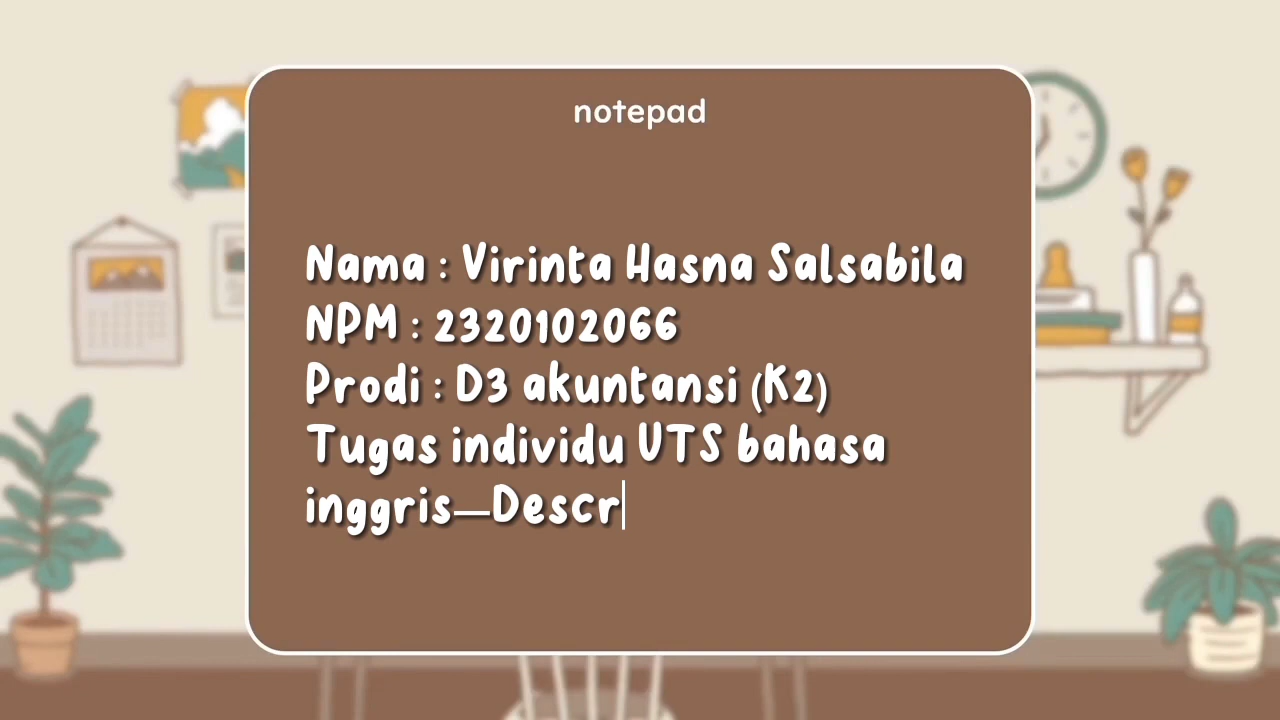 notepad
Nama : Virinta Hasna Salsabila
NPM : 2320102066
Prodi : D3 akuntansi (K2)
Tugas individu UTS bahasa
inggris—Descr